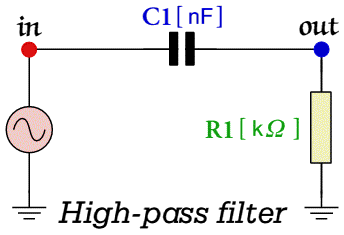 C1[nF]
in
out
R1[kΩ]
High-pass filter